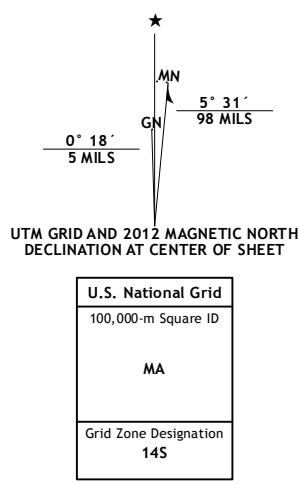 ★
MN
5° 31´
98 MILS
GN
0° 18´
5 MILS
UTM GRID AND 2012 MAGNETIC NORTH
DECLINATION AT CENTER OF SHEET
U.S. National Grid
100,000-m Square ID
MA
Grid Zone Designation
14S